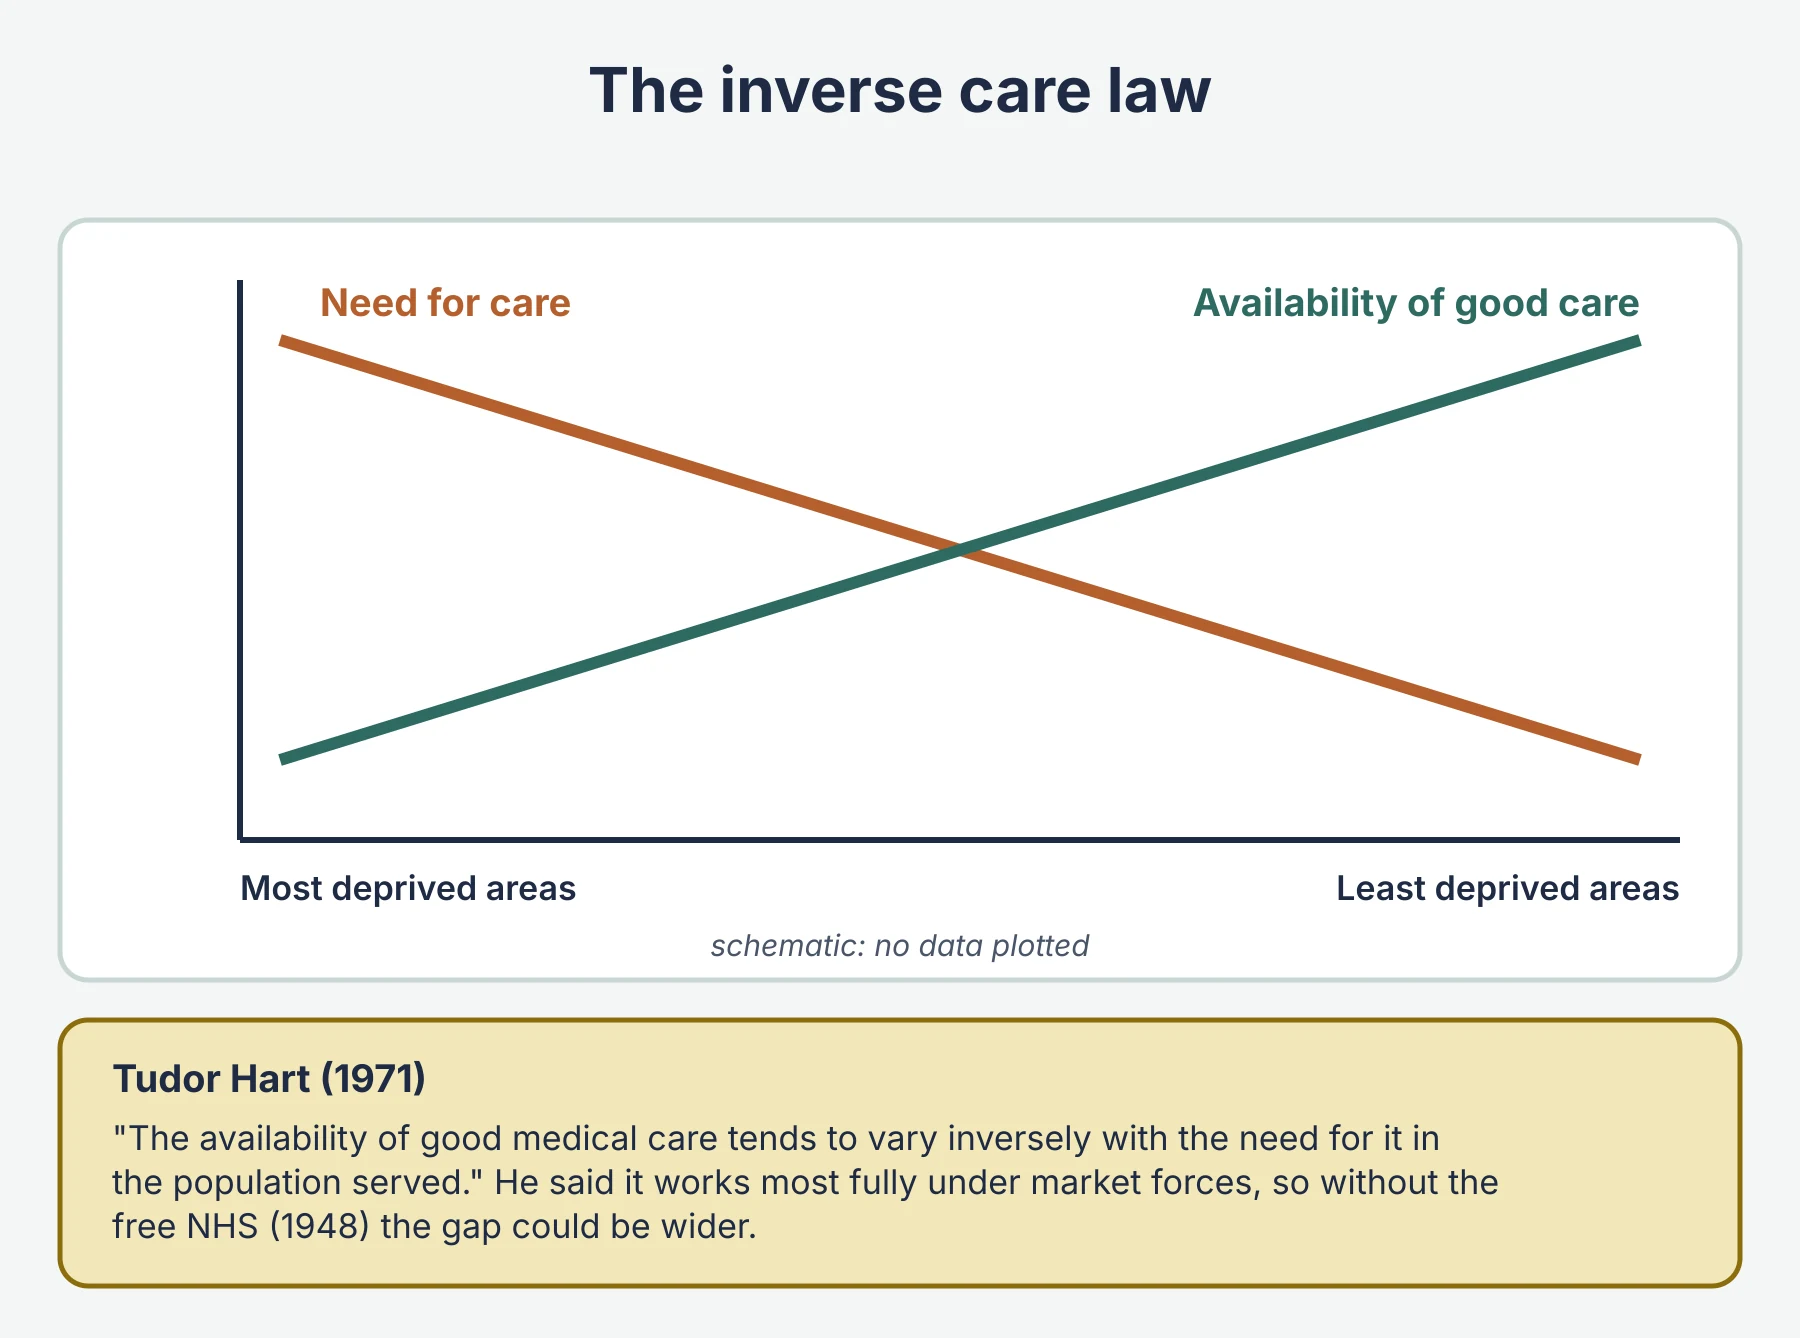 The inverse care law
Need for care
Availability of good care
Most deprived areas
Least deprived areas
schematic: no data plotted
Tudor Hart (1971)
"The availability of good medical care tends to vary inversely with the need for it in
the population served." He said it works most fully under market forces, so without the
free NHS (1948) the gap could be wider.